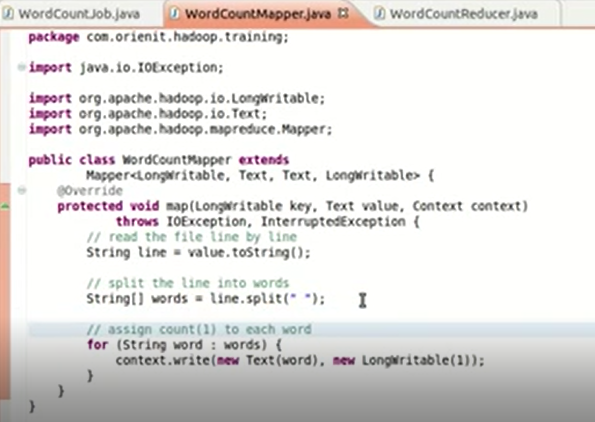 WordCountJob.java WordCountMapper.java WordCountReducer.java
package com.orienit.hadoop.training;
import java.io.IOException;
import org.apache.hadoop.io.LongWritable;
import org.apache.hadoop.io.Text;
import org.apache.hadoop.mapreduce.Mapper;
public class WordCountMapper extends
Mapper<LongWritable, Text, Text, LongWritable> {
@Override
protected void map(LongWritable key, Text value, Context context)
throws IOException, InterruptedException {
// read the file line by line
String line = value.toString();
// split the line into words
String[] words = line.split(" ");
// assign count(1) to each word
for (String word : words) {
context.write(new Text(word), new LongWritable(1));
}
}
}